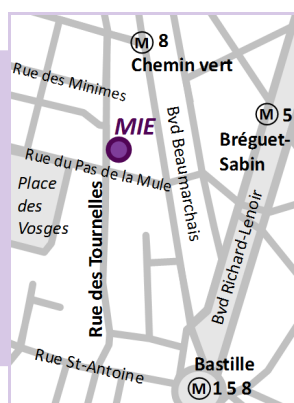 Ⓜ 8
Chemin vert
Rue des Minimes
MIE
Ⓜ 5
Bréguet-
Sabin
Bvd Beaumarchais
Rue du Pas de la Mule
Place
des
Vosges
Rue des Tournelles
Bvd Richard-Lenoir
Rue St-Antoine
Bastille
Ⓜ 1 5 8